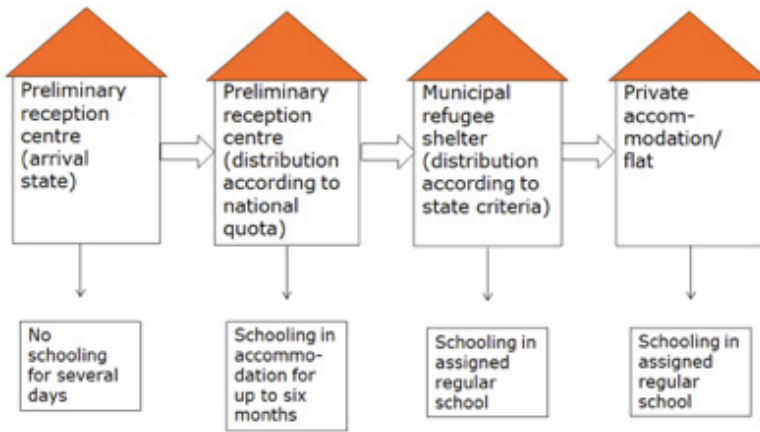 Preliminary
reception
centre
(arrival
state)
Preliminary
reception
centre
(distribution
according to
national
quota)
Municipal
refugee
shelter
(distribution
according to
state criteria)
Private
accom-
modation/
flat
No
schooling
for several
days
Schooling in
accommo-
dation for
up to six
months
Schooling in
assigned
regular
school
Schooling in
assigned
regular
school